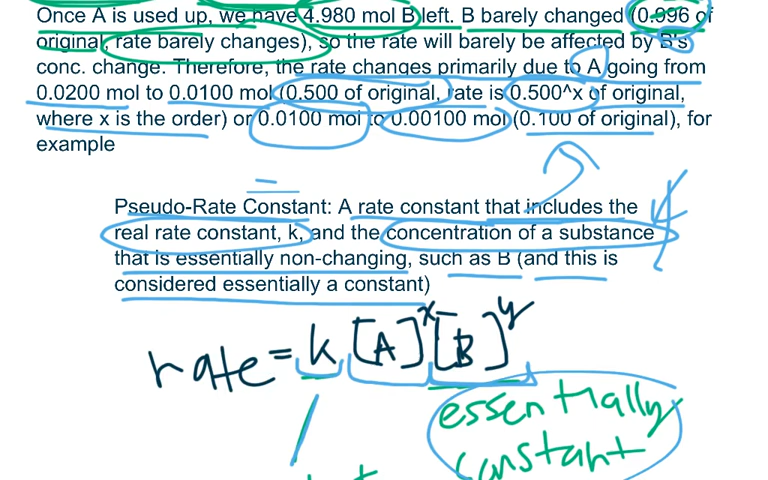 Once A is used up, we have 4.980 mol B left. B barely changed (0.996 of
original, rate barely changes), so the rate will barely be affected by B's
conc. change. Therefore, the rate changes primarily due to A going from
0.0200 mol to 0.0100 mol (0.500 of original, rate is 0.500^x of original,
where x is the order) or 0.0100 mol to 0.00100 mol (0.100 of original), for
example
Pseudo-Rate Constant: A rate constant that includes the
real rate constant, k, and the concentration of a substance
that is essentially non-changing, such as B (and this is
considered essentially a constant)
rate = k [A]^x [B]^y
essentially
constant